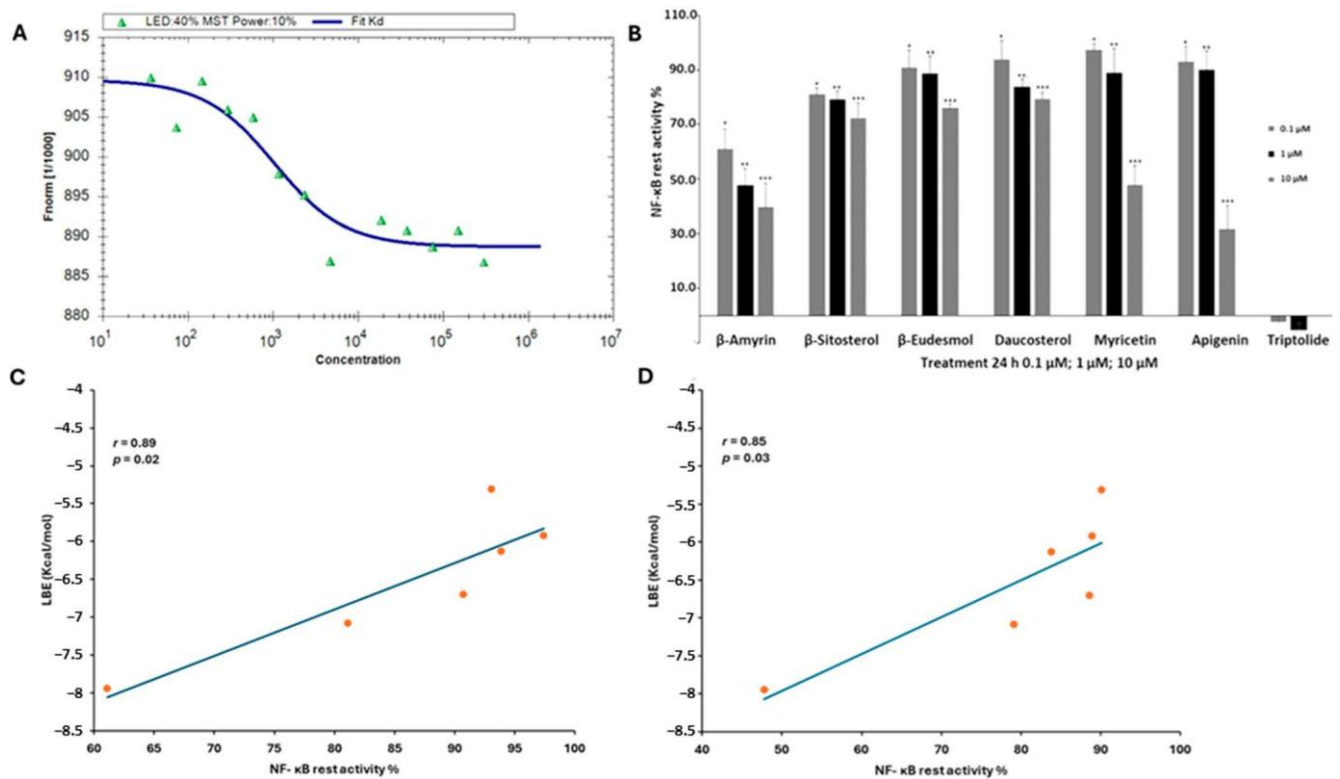 A
LED:40% MST Power:10% Fit Kd
915
910
905
900
895
890
885
880
Fnorm [1/1000]
10¹ 10² 10³ 10⁴ 10⁵ 10⁶ 10⁷
Concentration
B
110.0
90.0
70.0
50.0
30.0
10.0
NF-κB rest activity %
* ** ***
* ** ***
* ** ***
* ** ***
* ** ***
* ** ***
0.1 µM
1 µM
10 µM
β-Amyrin β-Sitosterol β-Eudesmol Daucosterol Myricetin Apigenin Triptolide
Treatment 24 h 0.1 µM; 1 µM; 10 µM
C
−4
−4.5
−5
−5.5
−6
−6.5
−7
−7.5
−8
−8.5
LBE (Kcal/mol)
r = 0.89
p = 0.02
60 65 70 75 80 85 90 95 100
NF- κB rest activity %
D
−4
−4.5
−5
−5.5
−6
−6.5
−7
−7.5
−8
−8.5
LBE (Kcal/mol)
r = 0.85
p = 0.03
40 50 60 70 80 90 100
NF- κB rest activity %